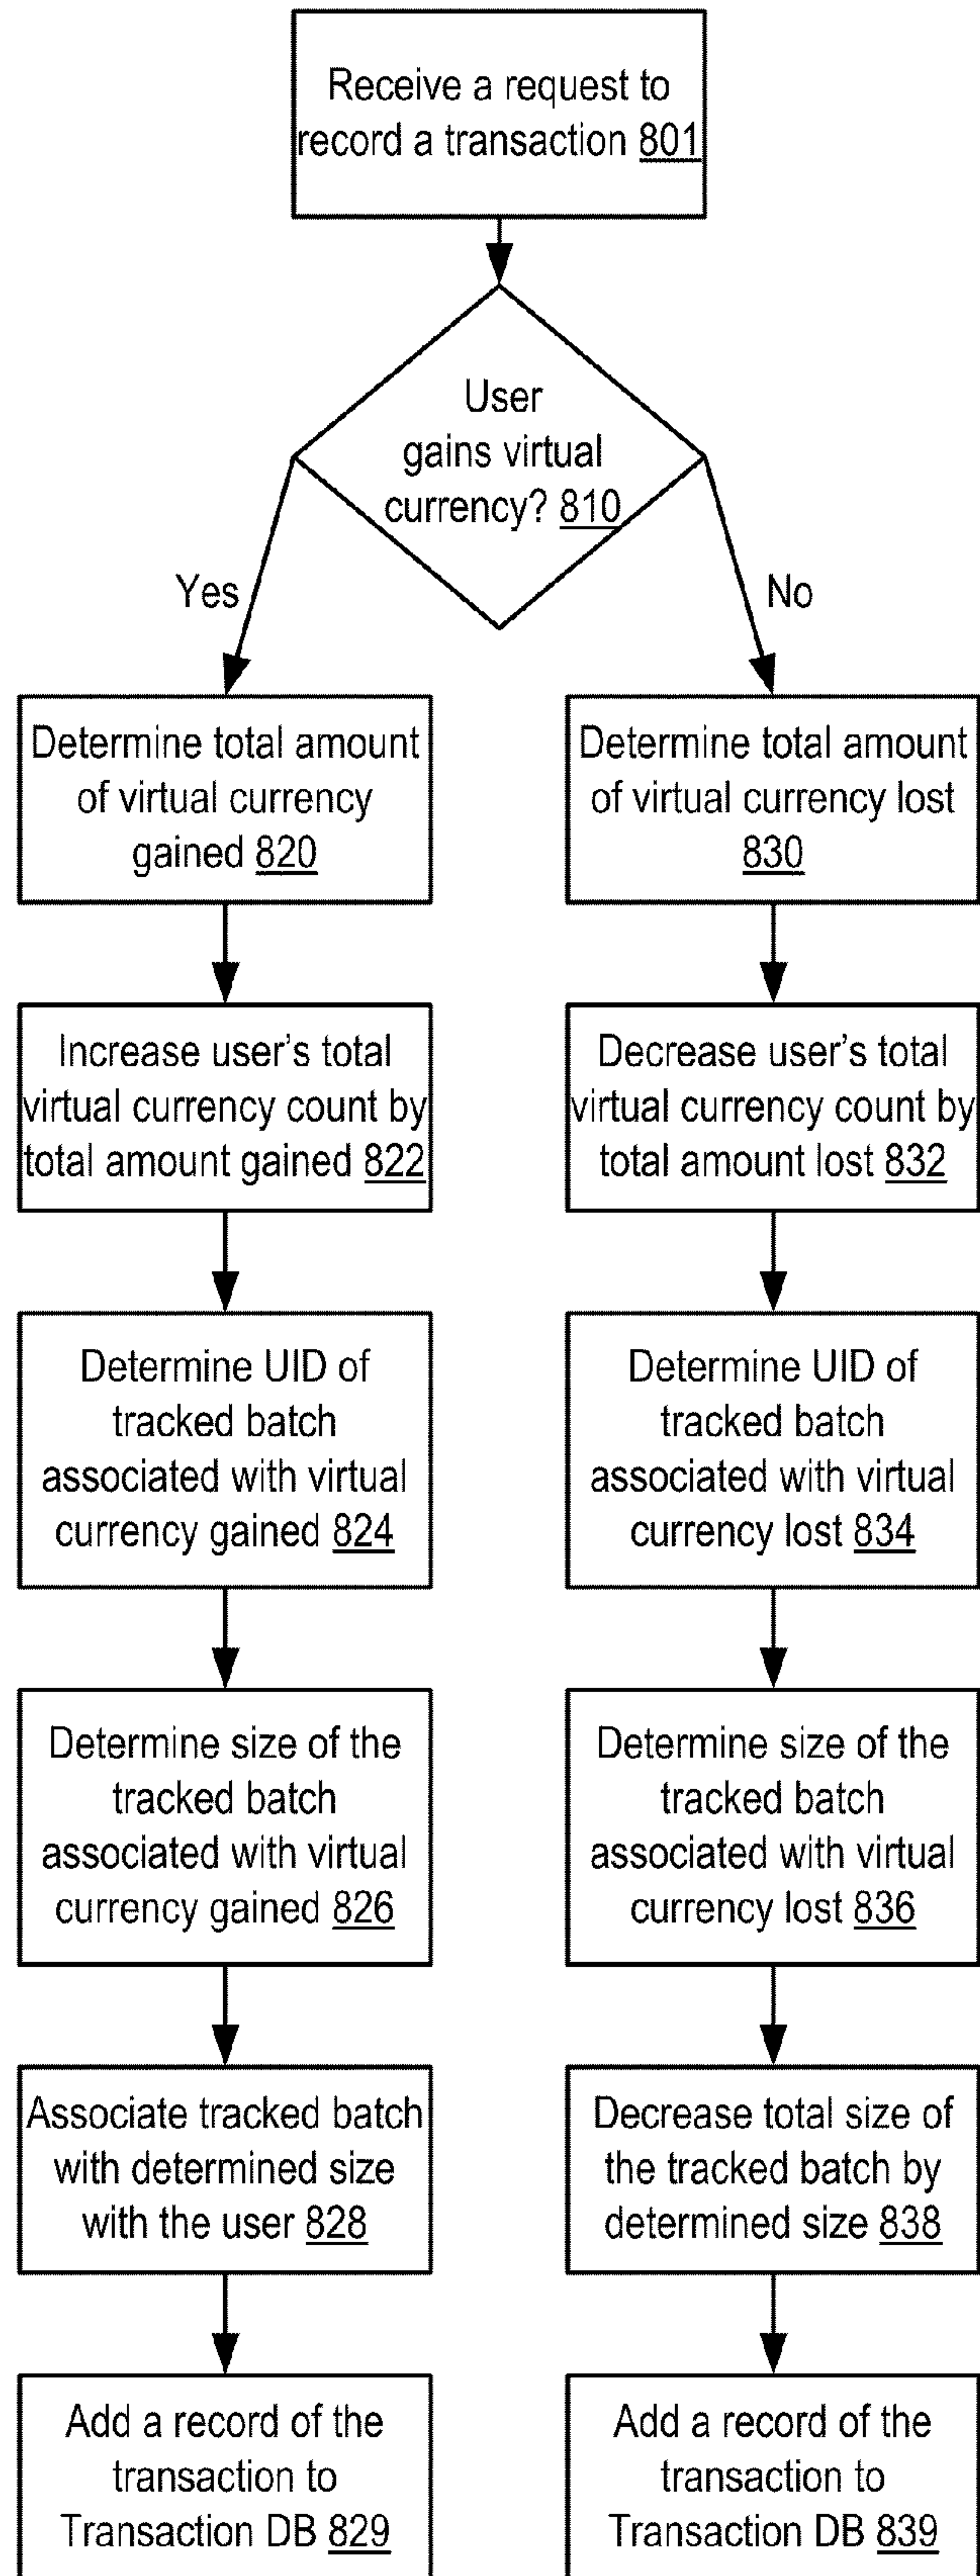 Receive a request to
record a transaction 801
User
gains virtual
currency? 810
Yes
No
Determine total amount
of virtual currency
gained 820
Increase user's total
virtual currency count by
total amount gained 822
Determine UID of
tracked batch
associated with virtual
currency gained 824
Determine size of the
tracked batch
associated with virtual
currency gained 826
Associate tracked batch
with determined size
with the user 828
Add a record of the
transaction to
Transaction DB 829
Determine total amount
of virtual currency lost
830
Decrease user's total
virtual currency count by
total amount lost 832
Determine UID of
tracked batch
associated with virtual
currency lost 834
Determine size of the
tracked batch
associated with virtual
currency lost 836
Decrease total size of
the tracked batch by
determined size 838
Add a record of the
transaction to
Transaction DB 839